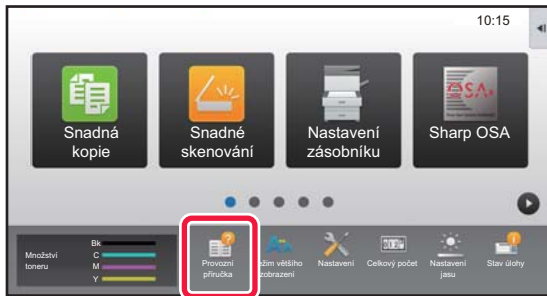 10:15
Snadná
kopie
Snadné
skenování
Nastavení
zásobníku
OSA
Sharp OSA
Množství
toneru
Bk
C
M
Y
Provozní
příručka
Režim většího
zobrazení
Nastavení
Celkový počet
Nastavení
jasu
Stav úlohy